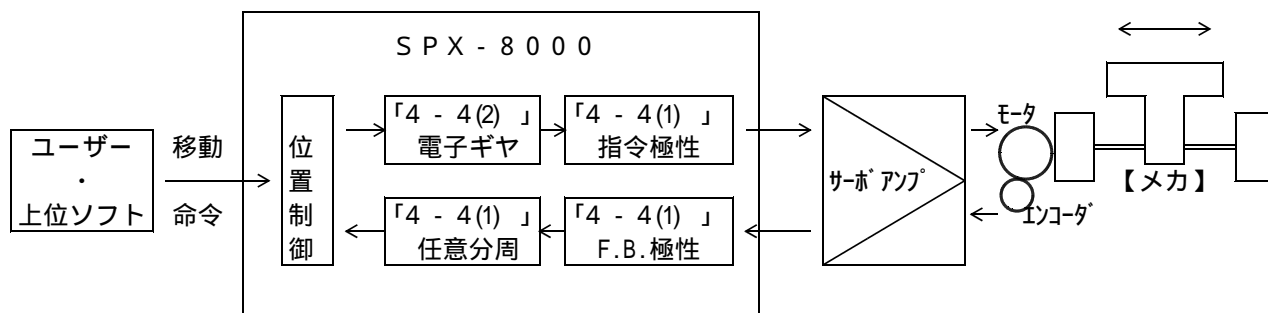 ＳＰＸ－８０００
ユーザー
・
上位ソフト
移動
命令
位
置
制
御
「4 - 4(2) 」
電子ギヤ
「4 - 4(1) 」
指令極性
「4 - 4(1) 」
任意分周
「4 - 4(1) 」
F.B.極性
ｻｰﾎﾞｱﾝﾌﾟ
ﾓｰﾀ
ｴﾝｺｰﾀﾞ
【メカ】